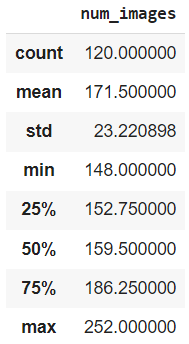 num_images
count 120.000000
mean 171.500000
std 23.220898
min 148.000000
25% 152.750000
50% 159.500000
75% 186.250000
max 252.000000